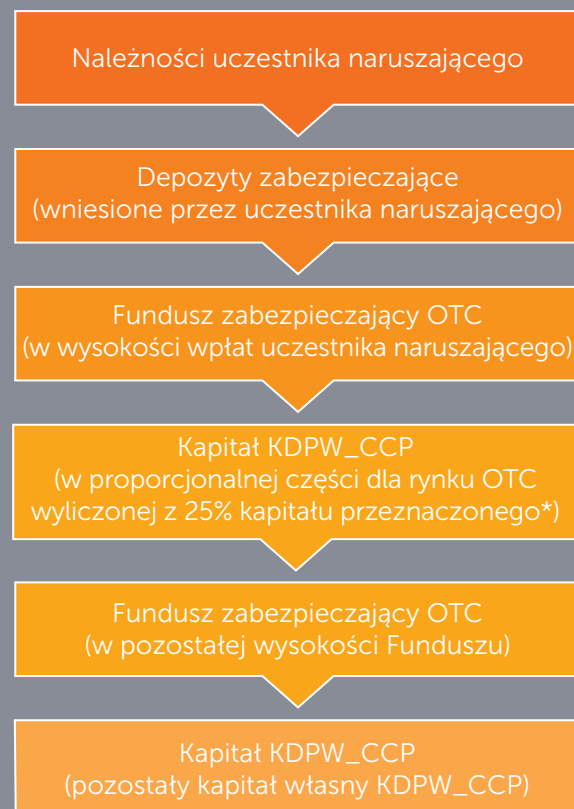 Należności uczestnika naruszającego
Depozyty zabezpieczające
(wniesione przez uczestnika naruszającego)
Fundusz zabezpieczający OTC
(w wysokości wpłat uczestnika naruszającego)
Kapitał KDPW_CCP
(w proporcjonalnej części dla rynku OTC
wyliczonej z 25% kapitału przeznaczonego*)
Fundusz zabezpieczający OTC
(w pozostałej wysokości Funduszu)
Kapitał KDPW_CCP
(pozostały kapitał własny KDPW_CCP)